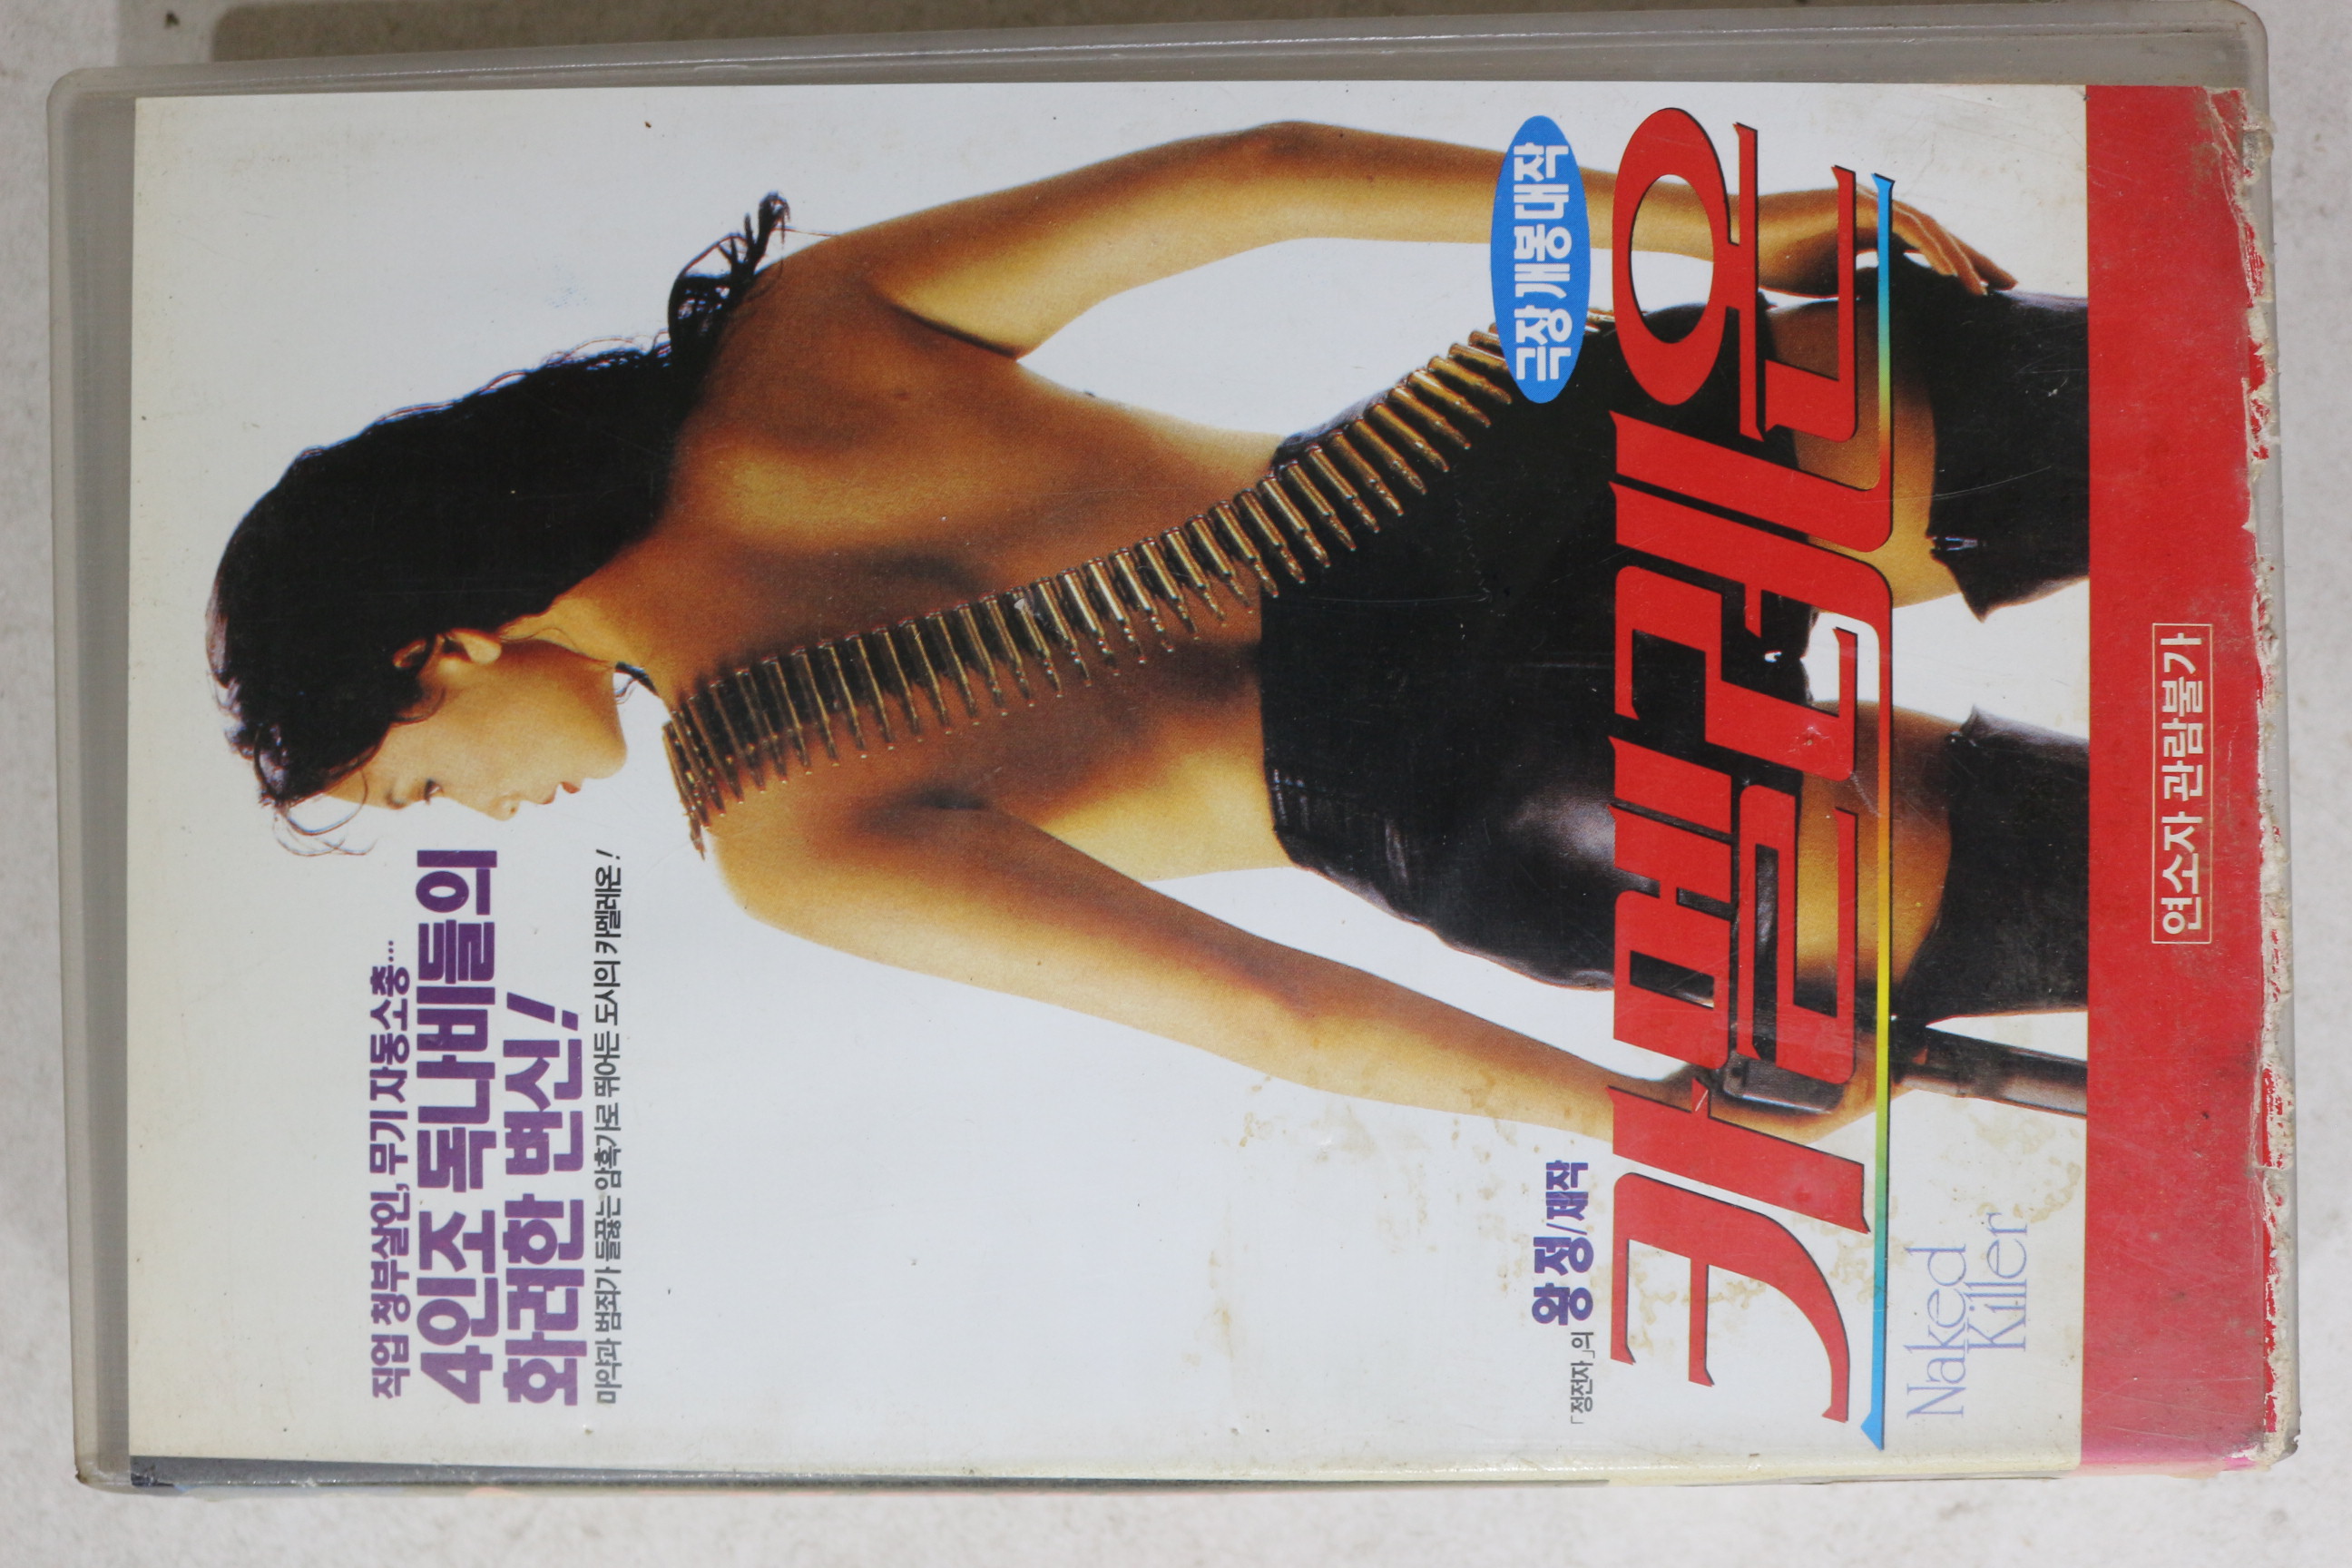 직업 청부살인, 무기 자동소총...
4인조 독나비들의
화려한 변신!
마약과 범죄가 들끓는 암흑가로 뛰어든 도시의 카멜레온!
극장 개봉 대작
「정전자」의 왕 정/제작
카멜레온
Naked
Killer
연소자 관람불가